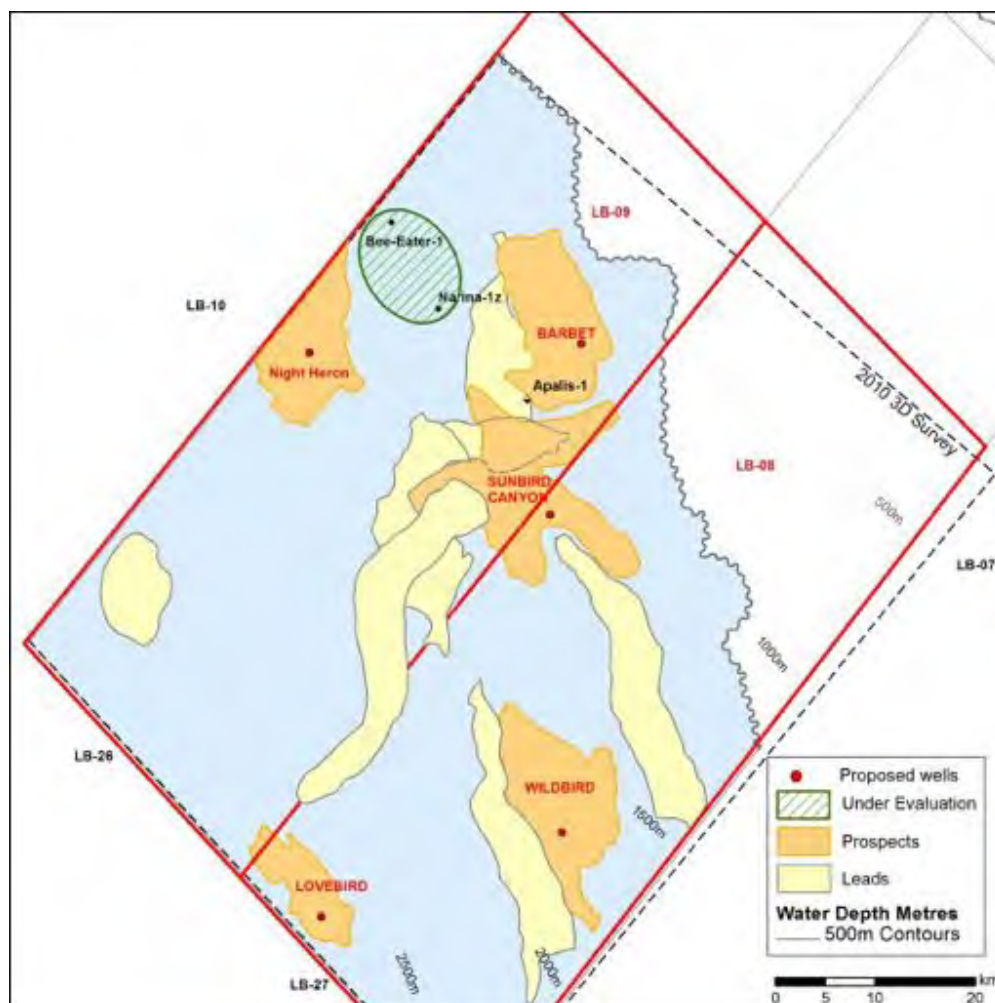 LB-09
Bee-Eater-1
LB-10
Narina-1z
BARBET
Night Heron
Apalis-1
2010 3D Survey
LB-08
SUNBIRD
CANYON
500m
LB-07
1000m
LB-26
WILDBIRD
1500m
LOVEBIRD
2000m
2500m
LB-27
Proposed wells
Under Evaluation
Prospects
Leads
Water Depth Metres
500m Contours
km
0 5 10 20